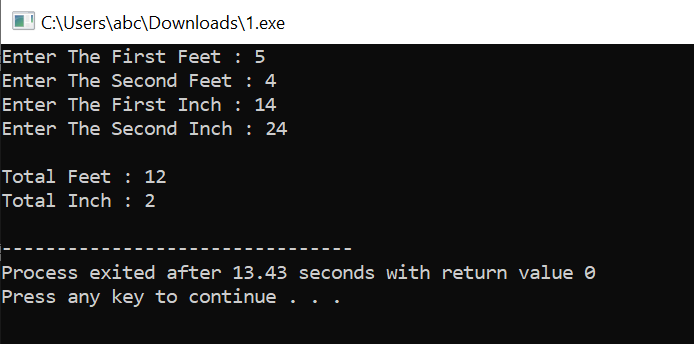 C:\Users\abc\Downloads\1.exe
Enter The First Feet : 5
Enter The Second Feet : 4
Enter The First Inch : 14
Enter The Second Inch : 24
Total Feet : 12
Total Inch : 2
--------------------------------
Process exited after 13.43 seconds with return value 0
Press any key to continue . . .